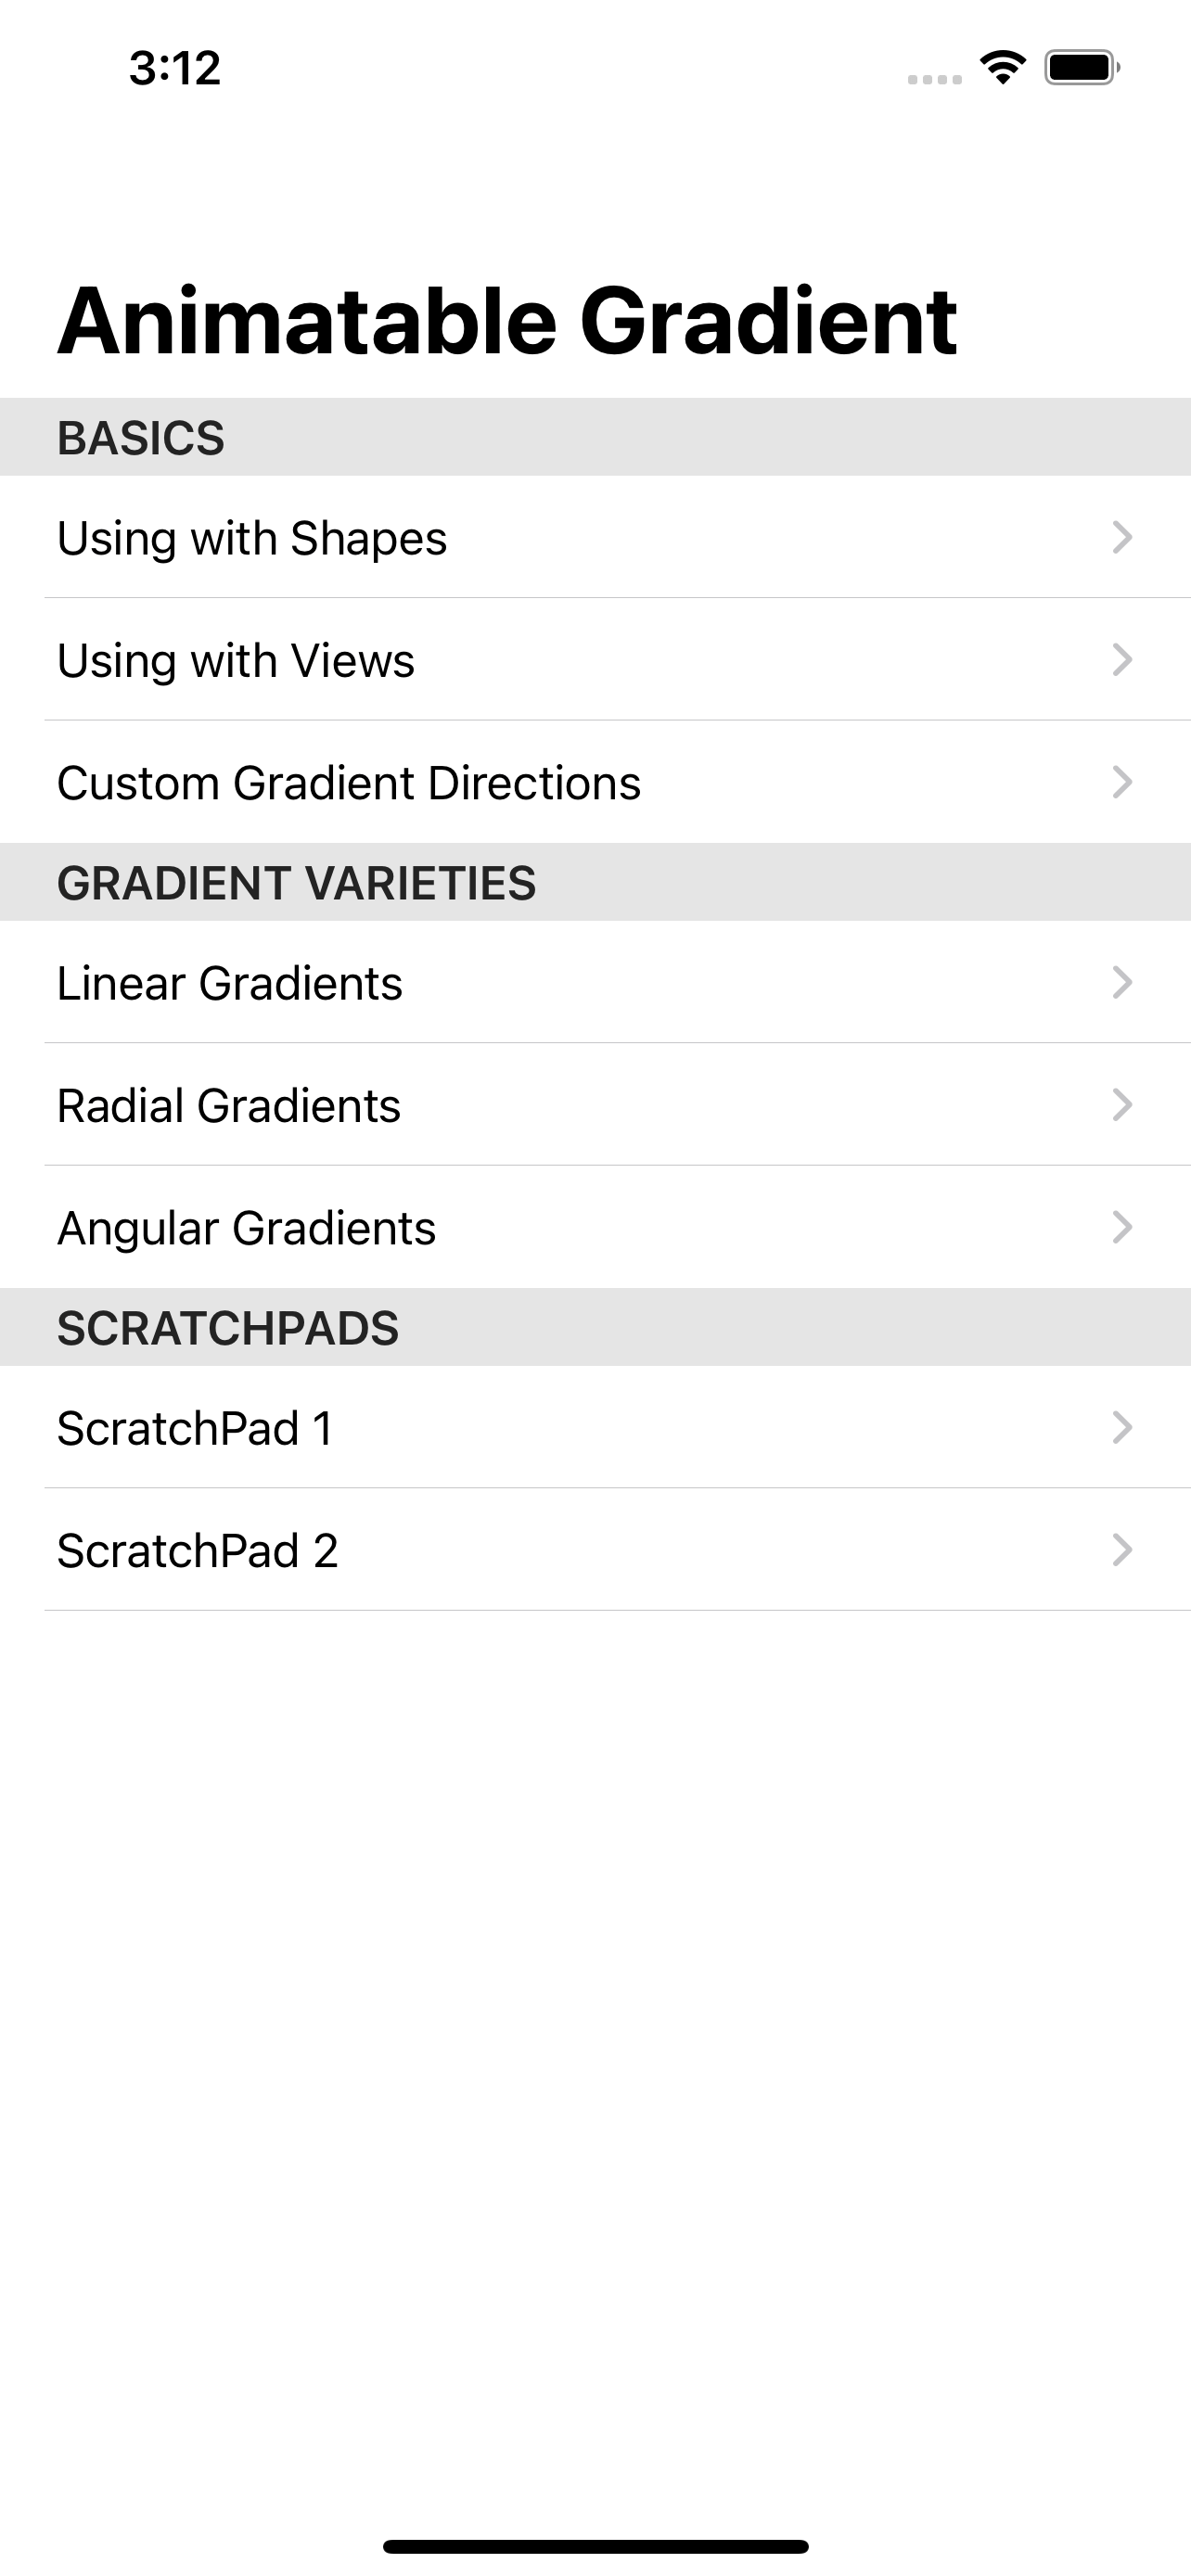 3:12
Animatable Gradient
BASICS
Using with Shapes
Using with Views
Custom Gradient Directions
GRADIENT VARIETIES
Linear Gradients
Radial Gradients
Angular Gradients
SCRATCHPADS
ScratchPad 1
ScratchPad 2